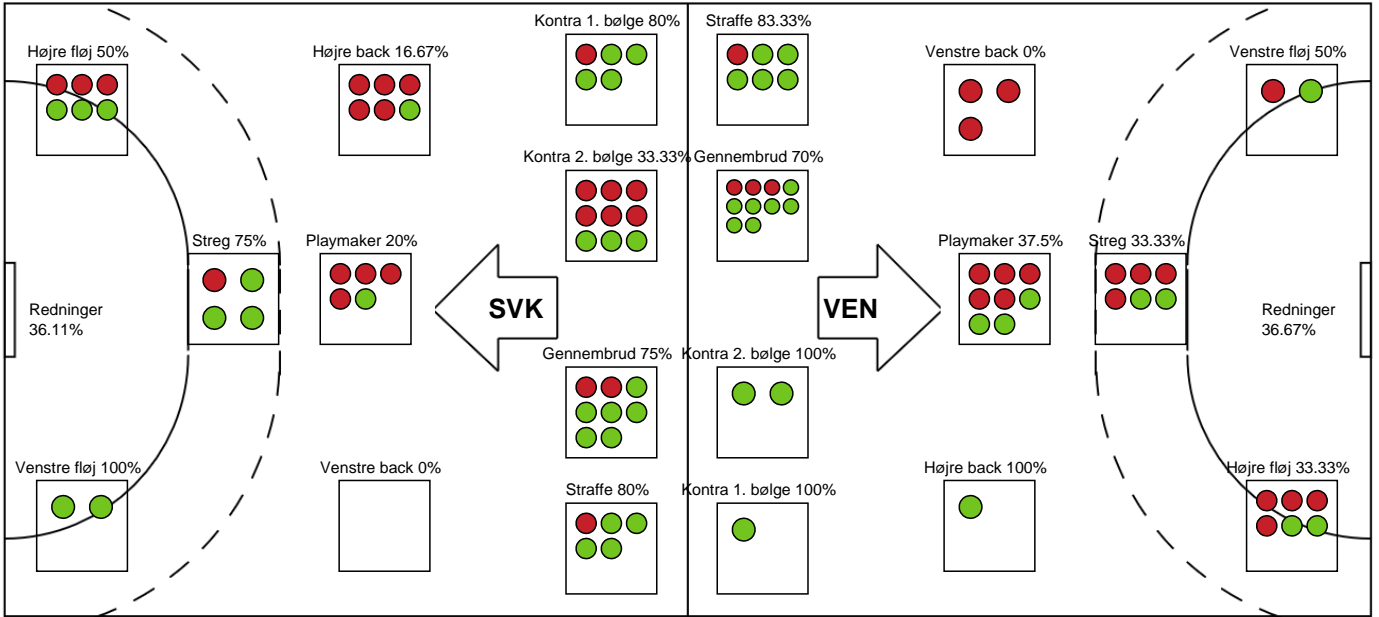 Kontra 1. bølge 80%
Straffe 83.33%
Højre fløj 50%
Højre back 16.67%
Venstre back 0%
Venstre fløj 50%
Kontra 2. bølge 33.33%
Gennembrud 70%
Streg 75%
Playmaker 20%
Playmaker 37.5%
Streg 33.33%
SVK
VEN
Redninger
36.11%
Redninger
36.67%
Gennembrud 75%
Kontra 2. bølge 100%
Venstre fløj 100%
Venstre back 0%
Højre back 100%
Højre fløj 33.33%
Straffe 80%
Kontra 1. bølge 100%